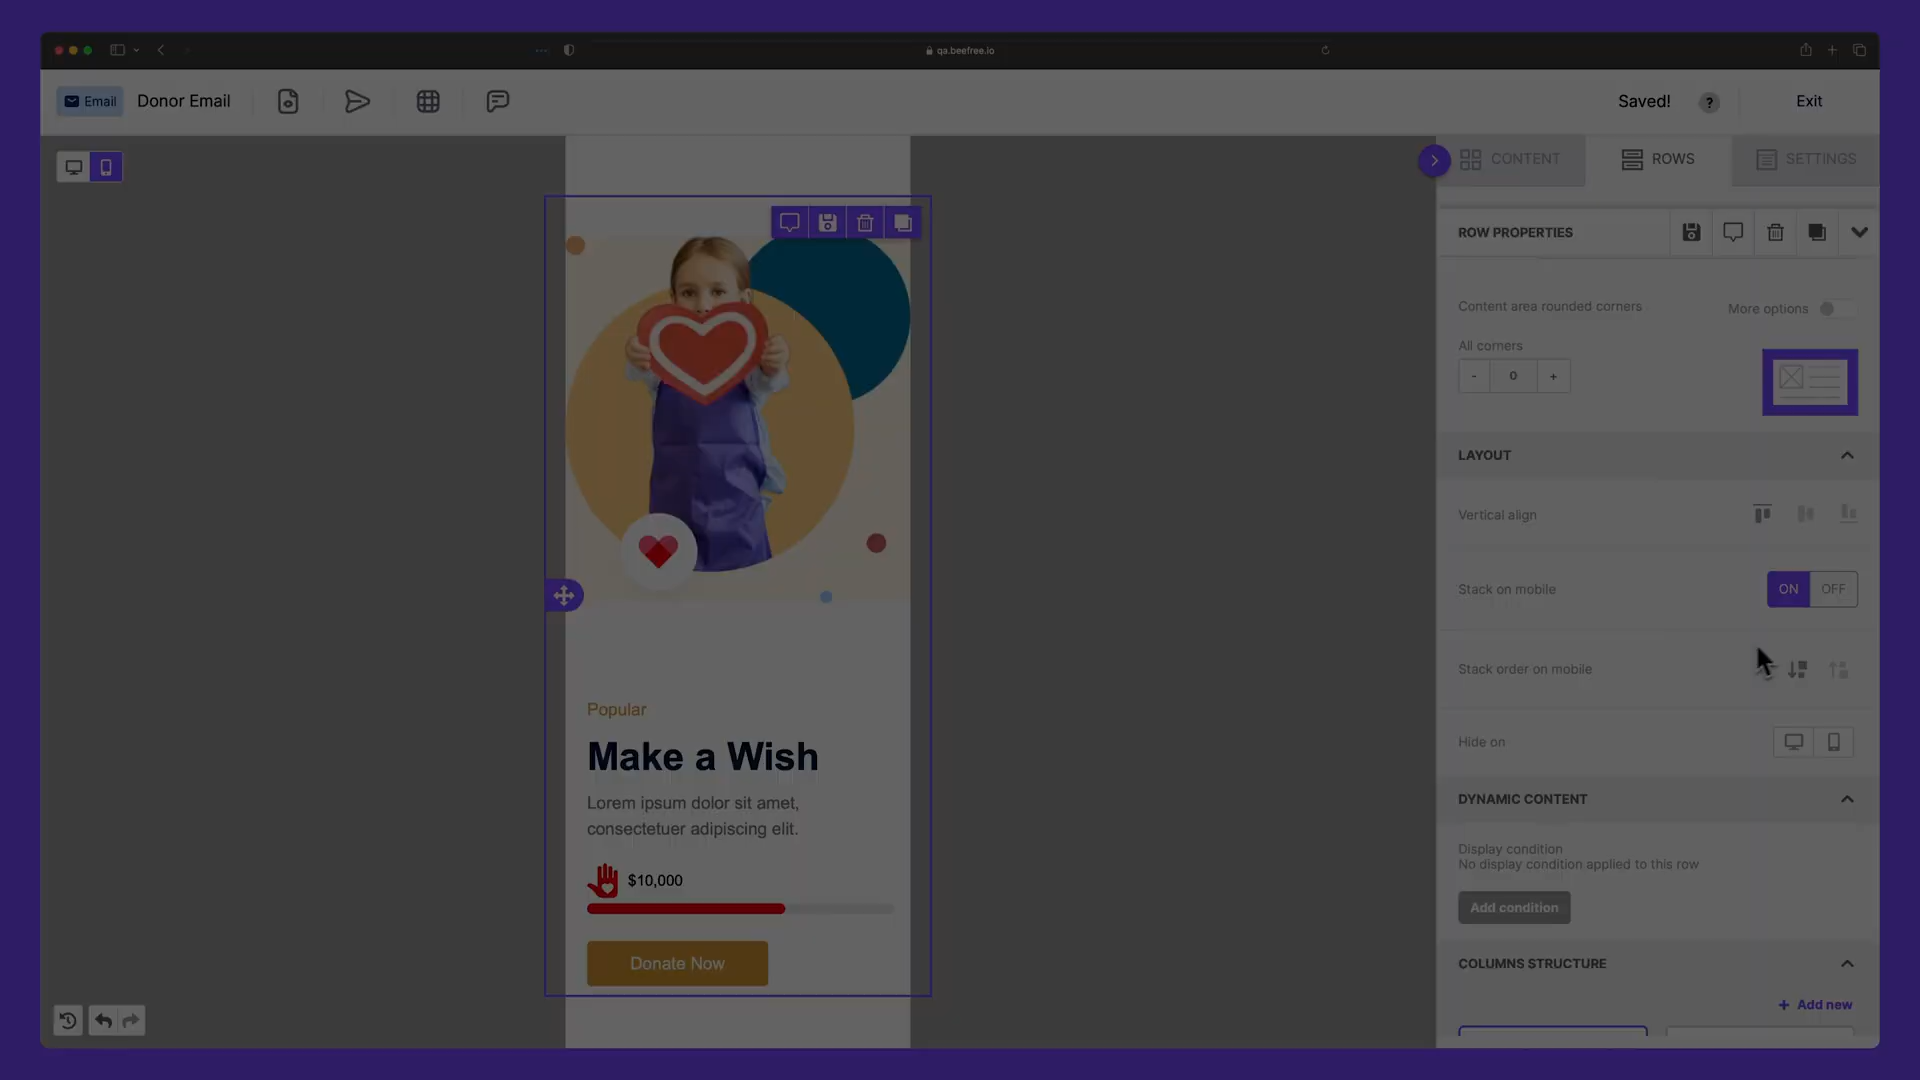 qa.beefree.io
Email
Donor Email
Saved!
?
Exit
CONTENT
ROWS
SETTINGS
ROW PROPERTIES
Content area rounded corners
More options
All corners
- 0 +
LAYOUT
Vertical align
Stack on mobile
ON OFF
Stack order on mobile
Hide on
DYNAMIC CONTENT
Display condition
No display condition applied to this row
Add condition
COLUMNS STRUCTURE
+ Add new
Popular
Make a Wish
Lorem ipsum dolor sit amet,
consectetuer adipiscing elit.
$10,000
Donate Now